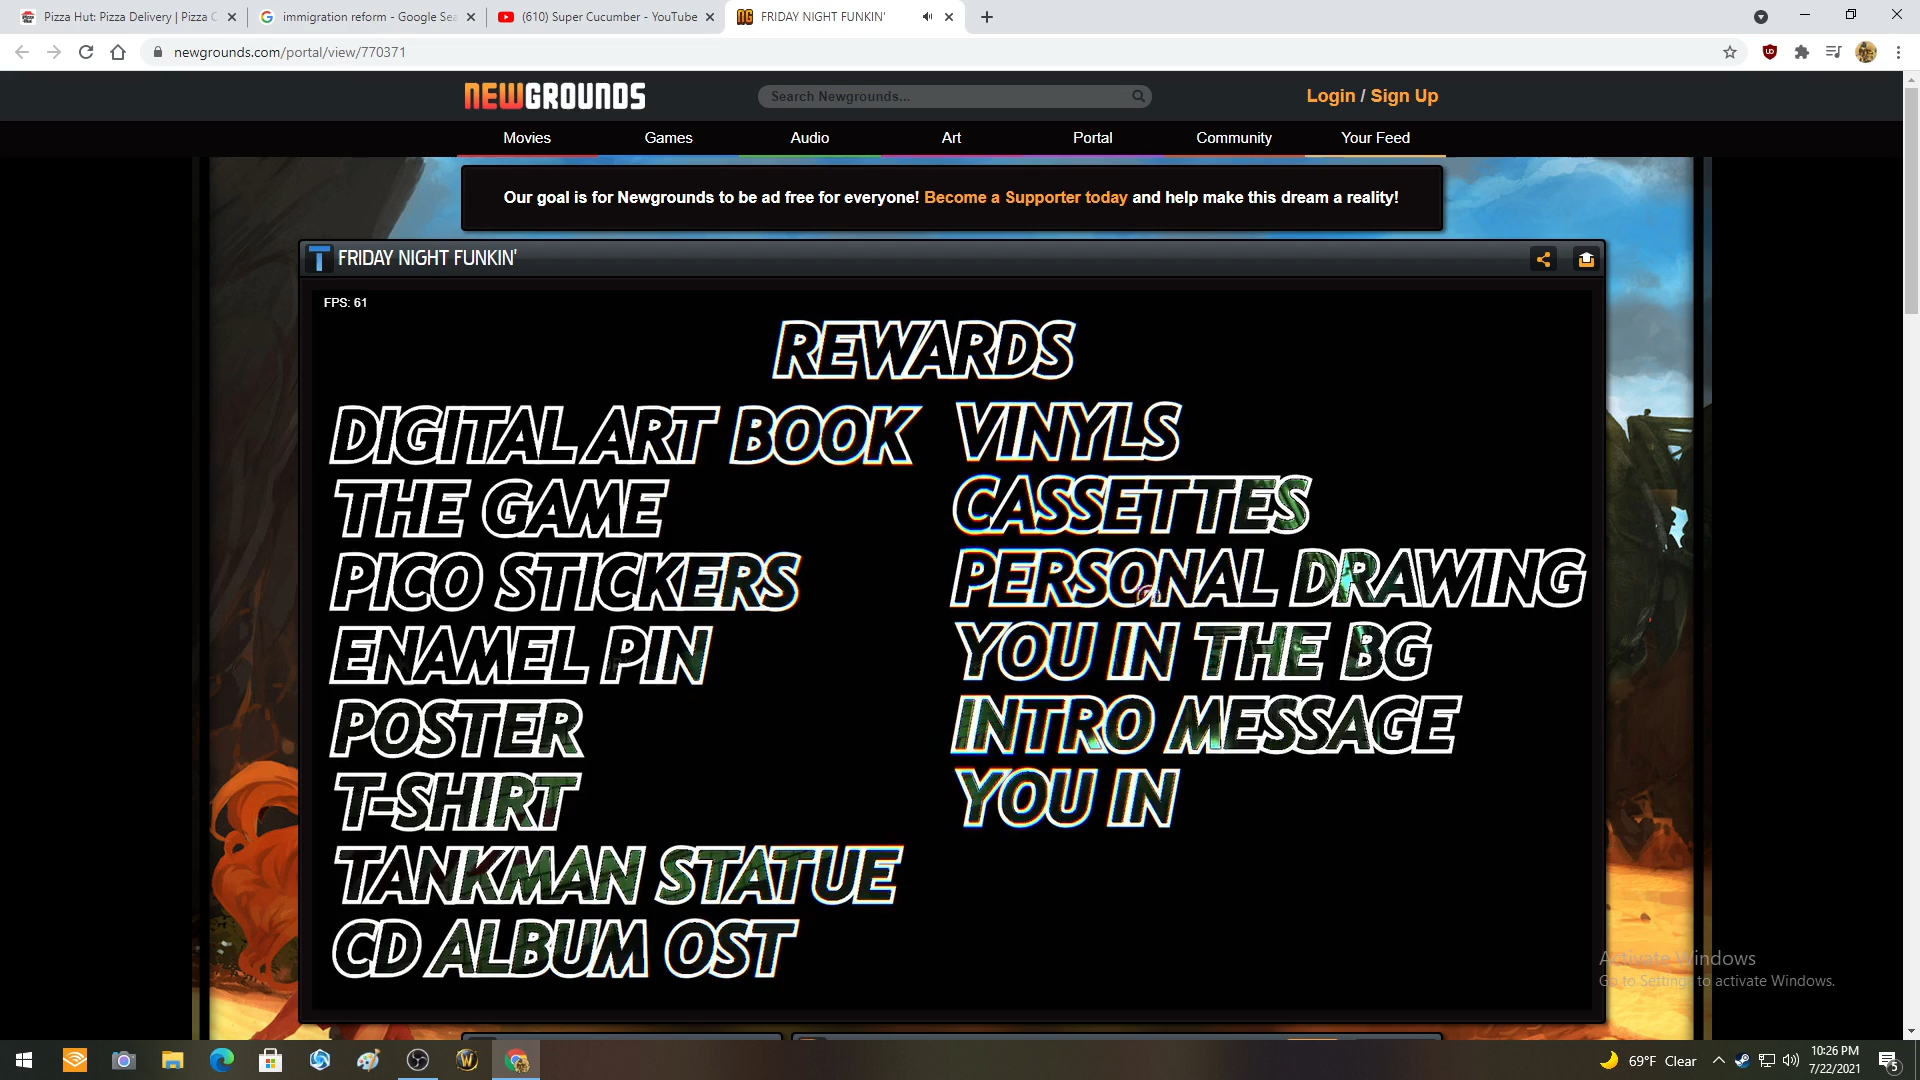 Pizza Hut: Pizza Delivery | Pizza C
immigration reform - Google Sea
(610) Super Cucumber - YouTube
FRIDAY NIGHT FUNKIN'
newgrounds.com/portal/view/770371
NEWGROUNDS
Search Newgrounds...
Login / Sign Up
Movies
Games
Audio
Art
Portal
Community
Your Feed
Our goal is for Newgrounds to be ad free for everyone! Become a Supporter today and help make this dream a reality!
T FRIDAY NIGHT FUNKIN'
FPS: 61
REWARDS
DIGITAL ART BOOK
THE GAME
PICO STICKERS
ENAMEL PIN
POSTER
T-SHIRT
TANKMAN STATUE
CD ALBUM OST
VINYLS
CASSETTES
PERSONAL DRAWING
YOU IN THE BG
INTRO MESSAGE
YOU IN
Activate Windows
Go to Settings to activate Windows.
69°F Clear
10:26 PM
7/22/2021
5